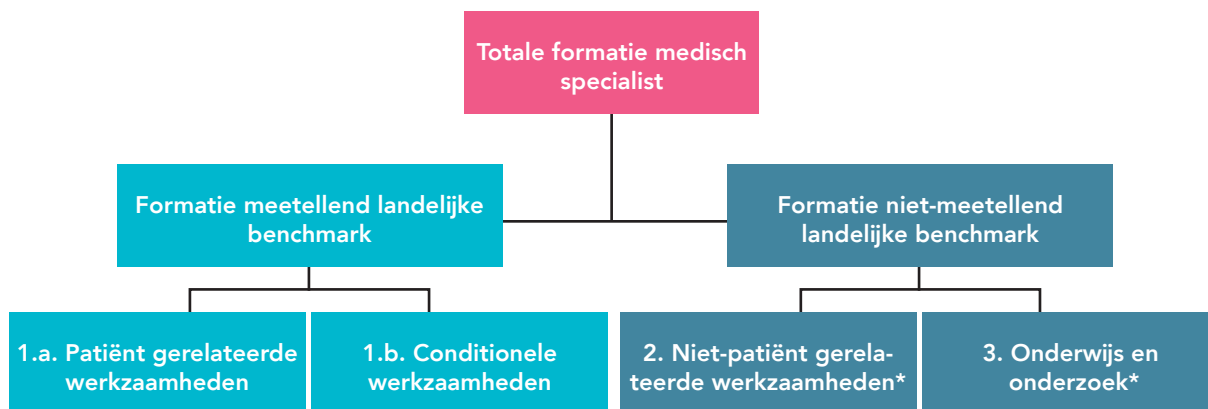 Totale formatie medisch
specialist
Formatie meetellend landelijke
benchmark
Formatie niet-meetellend
landelijke benchmark
1.a. Patiënt gerelateerde
werkzaamheden
1.b. Conditionele
werkzaamheden
2. Niet-patiënt gerela-
teerde werkzaamheden*
3. Onderwijs en
onderzoek*